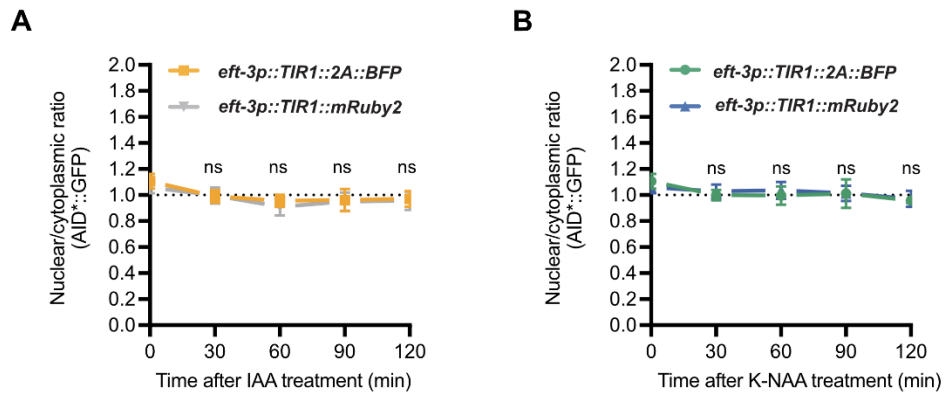 A
Nuclear/cytoplasmic ratio
(AID*::GFP)
2.0
1.8
1.6
1.4
1.2
1.0
0.8
0.6
0.4
0.2
0.0
eft-3p::TIR1::2A::BFP
eft-3p::TIR1::mRuby2
ns
ns
ns
ns
0
30
60
90
120
Time after IAA treatment (min)
B
Nuclear/cytoplasmic ratio
(AID*::GFP)
2.0
1.8
1.6
1.4
1.2
1.0
0.8
0.6
0.4
0.2
0.0
eft-3p::TIR1::2A::BFP
eft-3p::TIR1::mRuby2
ns
ns
ns
ns
0
30
60
90
120
Time after K-NAA treatment (min)